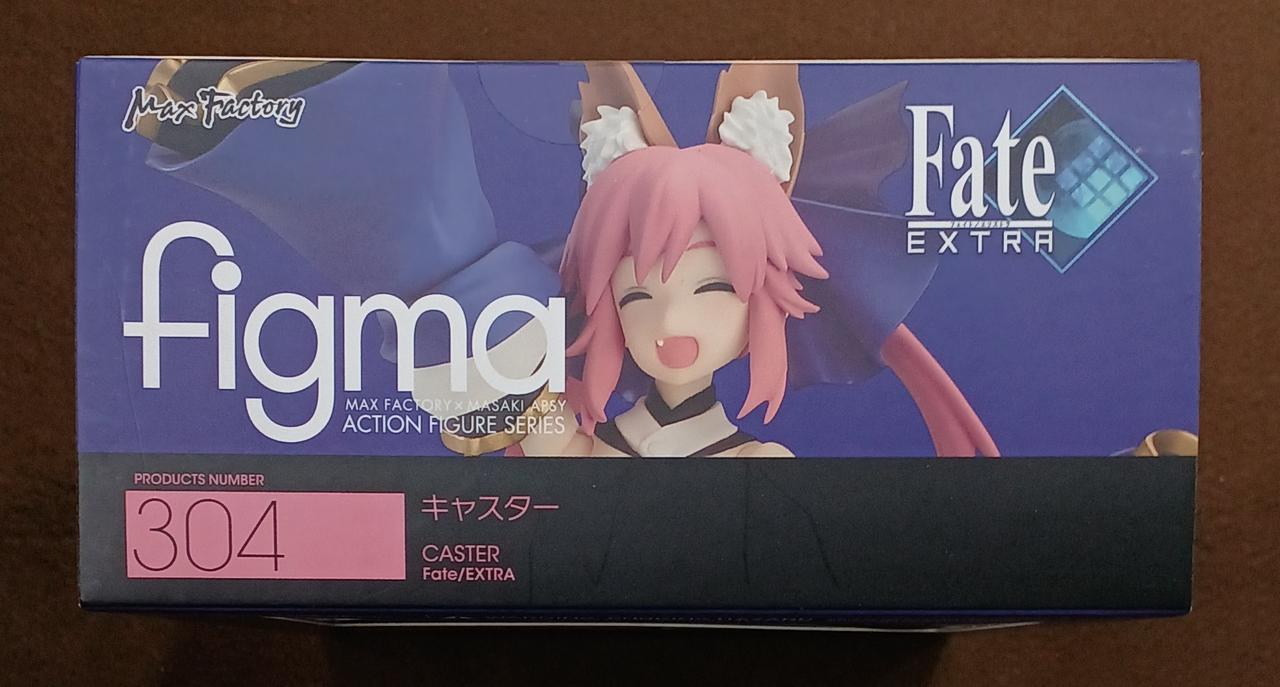 Max Factory
Fate
EXTRA
figma
MAX FACTORY × MASAKI APSY
ACTION FIGURE SERIES
PRODUCTS NUMBER
304
キャスター
CASTER
Fate/EXTRA